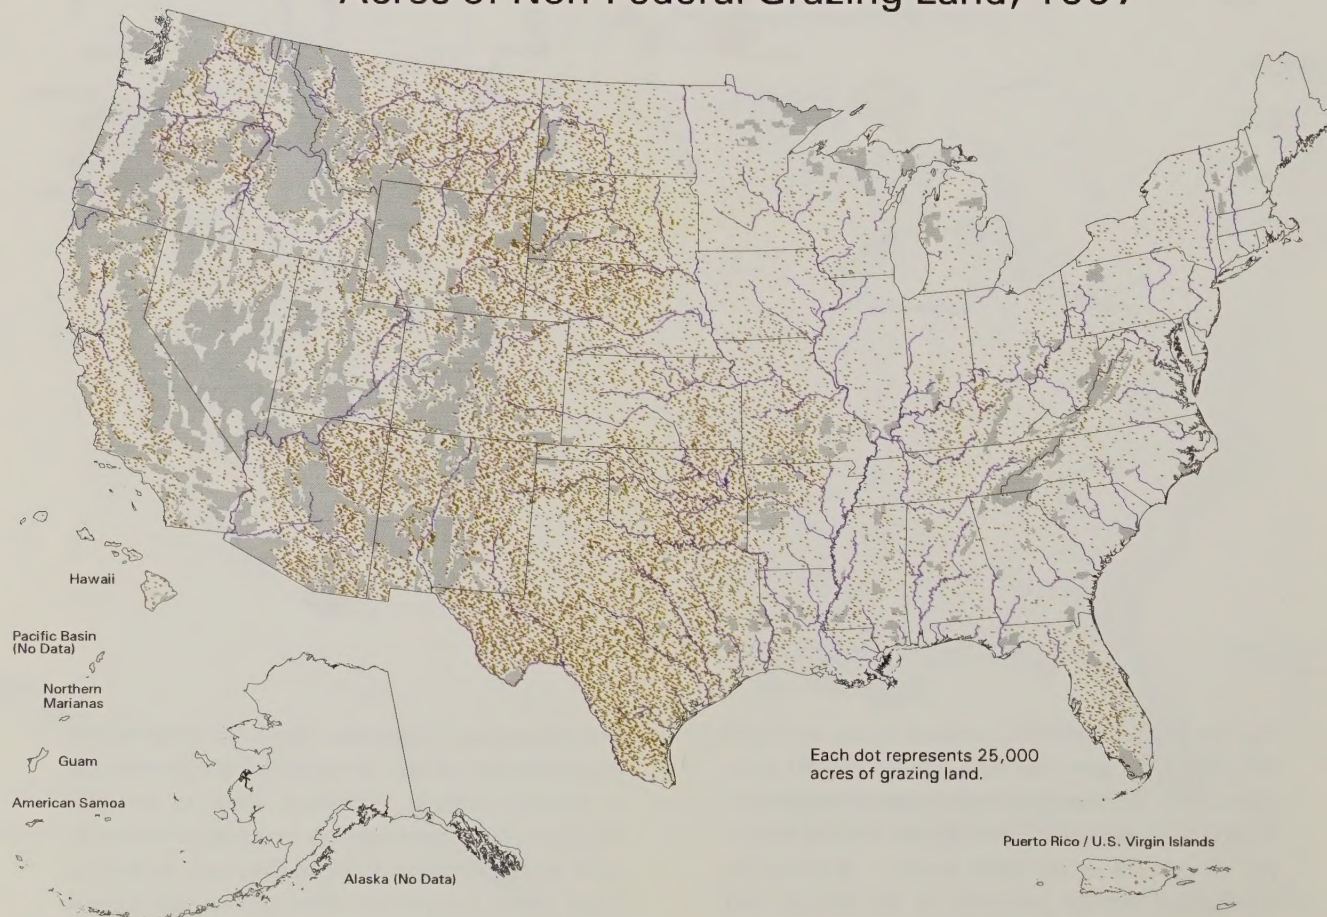 Acres of Non-Federal Grazing Land, 1997
Hawaii
Pacific Basin
(No Data)
Northern
Marianas
Guam
American Samoa
Alaska (No Data)
Each dot represents 25,000
acres of grazing land.
Puerto Rico / U.S. Virgin Islands